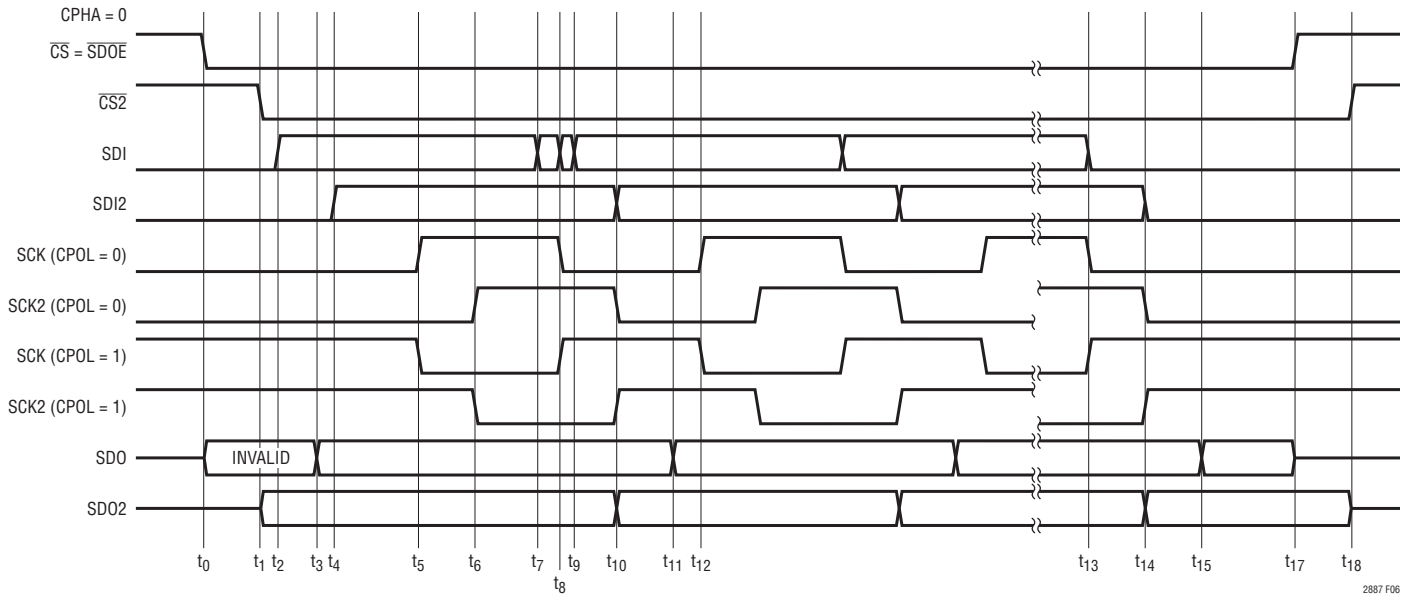 CPHA = 0
CS = SDOE
CS2
SDI
SDI2
SCK (CPOL = 0)
SCK2 (CPOL = 0)
SCK (CPOL = 1)
SCK2 (CPOL = 1)
SDO INVALID
SDO2
t0 t1 t2 t3 t4 t5 t6 t7 t8 t9 t10 t11 t12 t13 t14 t15 t17 t18
2887 F06